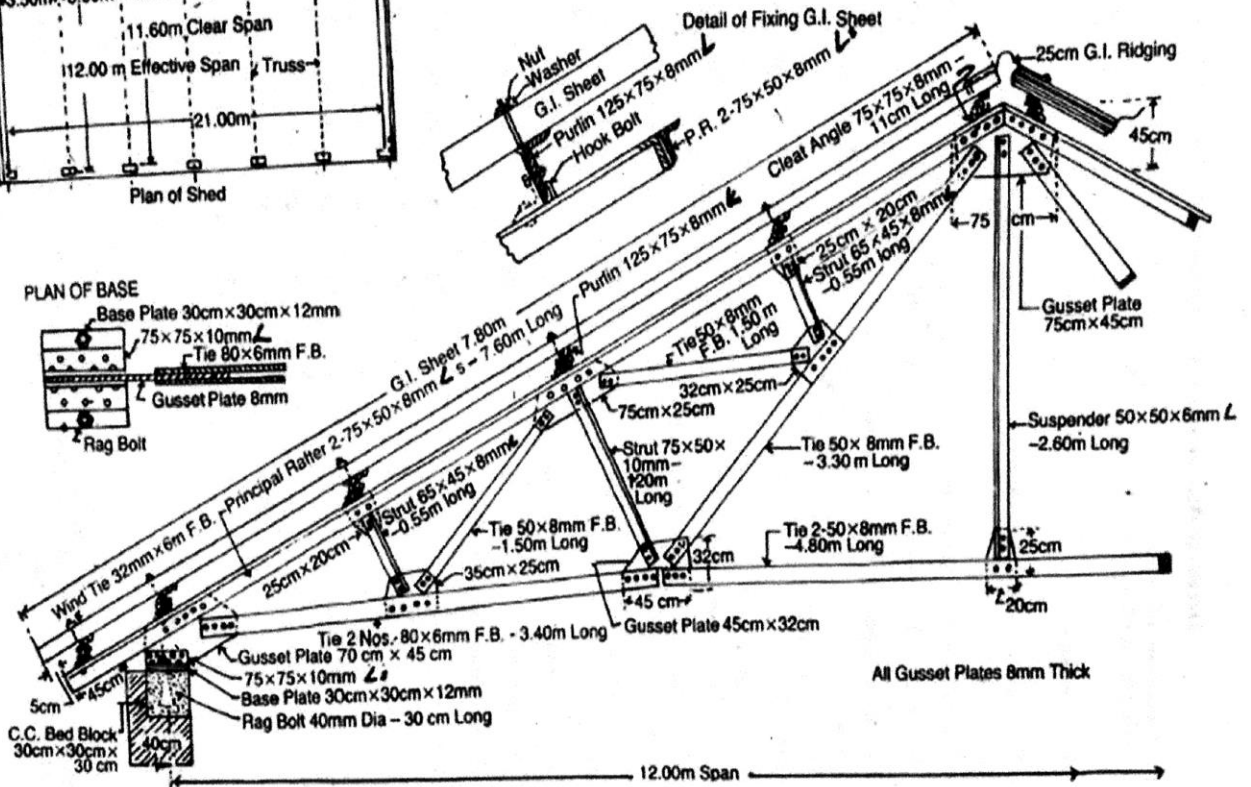 11.60m Clear Span
12.00 m Effective Span
Truss
21.00m
Plan of Shed
Detail of Fixing G.I. Sheet
Nut
Washer
G.I. Sheet
Purlin 125×75×8mm L
Hook Bolt
P.R. 2-75×50×8mm L s
Cleat Angle 75×75×8mm –
11cm Long
25cm G.I. Ridging
45cm
75 cm
Gusset Plate
75cm×45cm
PLAN OF BASE
Base Plate 30cm×30cm×12mm
75×75×10mm L
Tie 80×6mm F.B.
Gusset Plate 8mm
Rag Bolt
G.I. Sheet 7.80m
Principal Rafter 2-75×50×8mm L s – 7.60m Long
Purlin 125×75×8mm L
Wind Tie 32mm×6m F.B.
25cm × 20cm
Strut 65×45×8mm L
-0.55m long
Tie 50×8mm
F.B. 1.50 m
Long
32cm×25cm
75cm×25cm
Strut 75×50×
10mm –
120m
Long
Tie 50× 8mm F.B.
-3.30 m Long
Suspender 50×50×6mm L
-2.60m Long
25cm×20cm
Strut 65×45×8mm L
-0.55m long
Tie 50×8mm F.B.
-1.50m Long
35cm×25cm
32cm
45 cm
Tie 2-50×8mm F.B.
-4.80m Long
25cm
20cm
Tie 2 Nos.- 80×6mm F.B. - 3.40m Long
Gusset Plate 45cm×32cm
Gusset Plate 70 cm × 45 cm
75×75×10mm L s
Base Plate 30cm×30cm×12mm
Rag Bolt 40mm Dia – 30 cm Long
All Gusset Plates 8mm Thick
5cm
45cm
C.C. Bed Block
30cm×30cm×
30 cm
40cm
12.00m Span